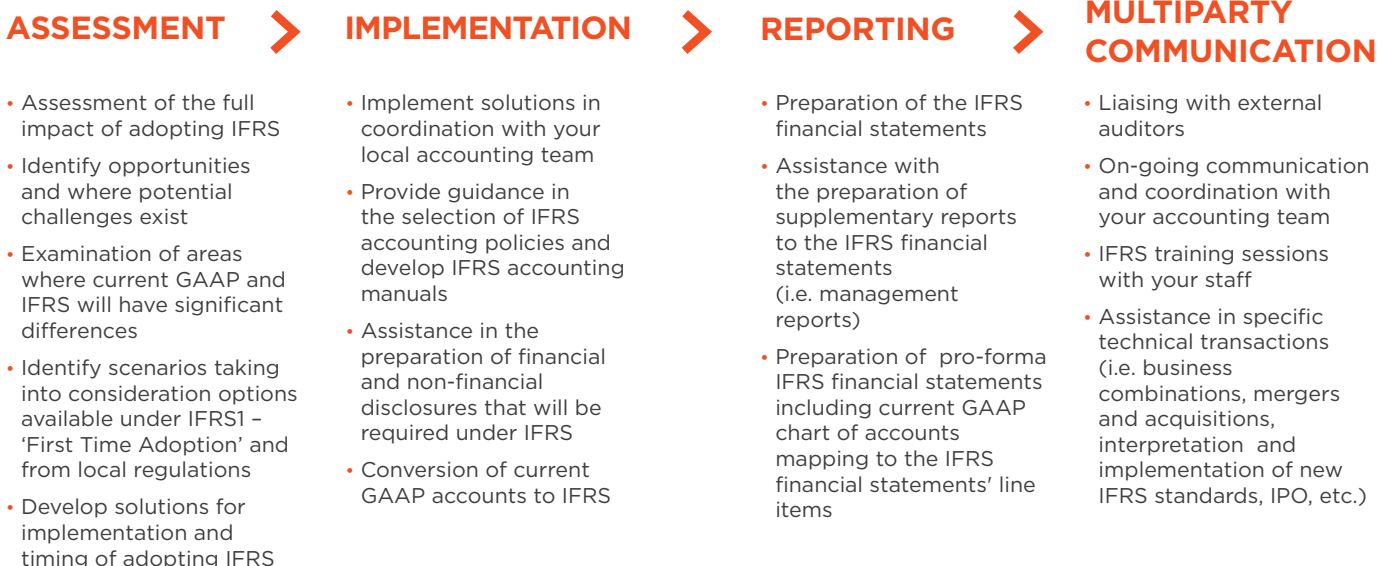 ASSESSMENT
• Assessment of the full
impact of adopting IFRS
• Identify opportunities
and where potential
challenges exist
• Examination of areas
where current GAAP and
IFRS will have significant
differences
• Identify scenarios taking
into consideration options
available under IFRS1 –
‘First Time Adoption’ and
from local regulations
• Develop solutions for
implementation and
timing of adopting IFRS
IMPLEMENTATION
• Implement solutions in
coordination with your
local accounting team
• Provide guidance in
the selection of IFRS
accounting policies and
develop IFRS accounting
manuals
• Assistance in the
preparation of financial
and non-financial
disclosures that will be
required under IFRS
• Conversion of current
GAAP accounts to IFRS
REPORTING
• Preparation of the IFRS
financial statements
• Assistance with
the preparation of
supplementary reports
to the IFRS financial
statements
(i.e. management
reports)
• Preparation of  pro-forma
IFRS financial statements
including current GAAP
chart of accounts
mapping to the IFRS
financial statements' line
items
MULTIPARTY
COMMUNICATION
• Liaising with external
auditors
• On-going communication
and coordination with
your accounting team
• IFRS training sessions
with your staff
• Assistance in specific
technical transactions
(i.e. business
combinations, mergers
and acquisitions,
interpretation  and
implementation of new
IFRS standards, IPO, etc.)